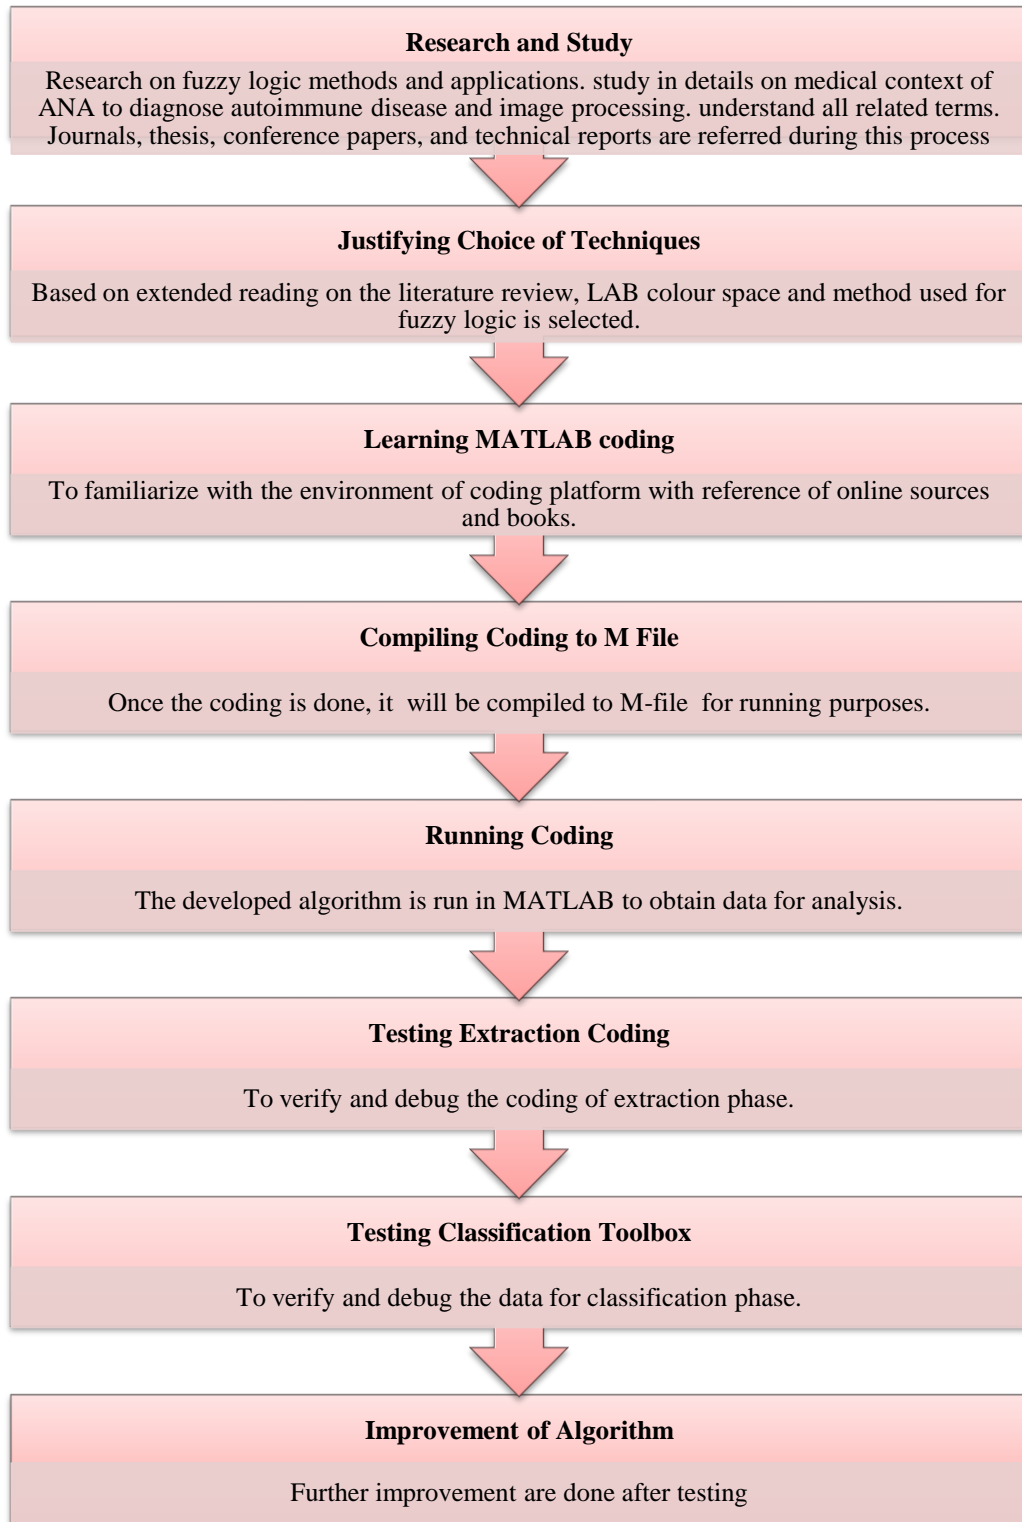 Research and Study
Research on fuzzy logic methods and applications. study in details on medical context of
ANA to diagnose autoimmune disease and image processing. understand all related terms.
Journals, thesis, conference papers, and technical reports are referred during this process
Justifying Choice of Techniques
Based on extended reading on the literature review, LAB colour space and method used for
fuzzy logic is selected.
Learning MATLAB coding
To familiarize with the environment of coding platform with reference of online sources
and books.
Compiling Coding to M File
Once the coding is done, it will be compiled to M-file for running purposes.
Running Coding
The developed algorithm is run in MATLAB to obtain data for analysis.
Testing Extraction Coding
To verify and debug the coding of extraction phase.
Testing Classification Toolbox
To verify and debug the data for classification phase.
Improvement of Algorithm
Further improvement are done after testing